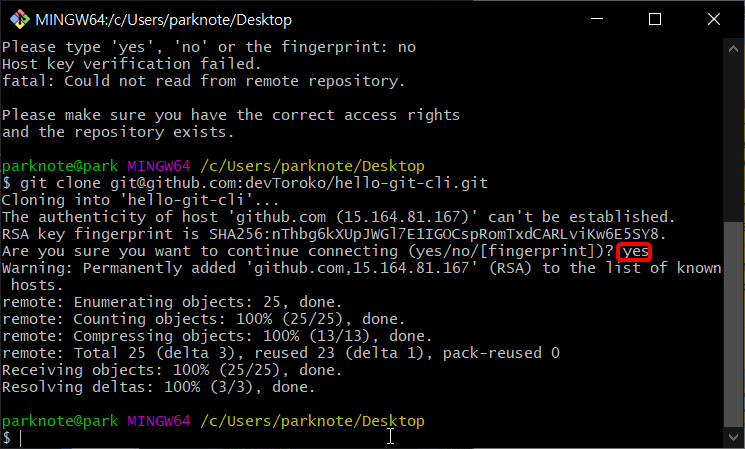 MINGW64:/c/Users/parknote/Desktop
Please type 'yes', 'no' or the fingerprint: no
Host key verification failed.
fatal: Could not read from remote repository.
Please make sure you have the correct access rights
and the repository exists.
parknote@park MINGW64 /c/Users/parknote/Desktop
$ git clone git@github.com:devToroko/hello-git-cli.git
Cloning into 'hello-git-cli'...
The authenticity of host 'github.com (15.164.81.167)' can't be established.
RSA key fingerprint is SHA256:nThbg6kXUpJWGl7E1IGOCspRomTxdCARLviKw6E5SY8.
Are you sure you want to continue connecting (yes/no/[fingerprint])? yes
Warning: Permanently added 'github.com,15.164.81.167' (RSA) to the list of known
hosts.
remote: Enumerating objects: 25, done.
remote: Counting objects: 100% (25/25), done.
remote: Compressing objects: 100% (13/13), done.
remote: Total 25 (delta 3), reused 23 (delta 1), pack-reused 0
Receiving objects: 100% (25/25), done.
Resolving deltas: 100% (3/3), done.
parknote@park MINGW64 /c/Users/parknote/Desktop
$